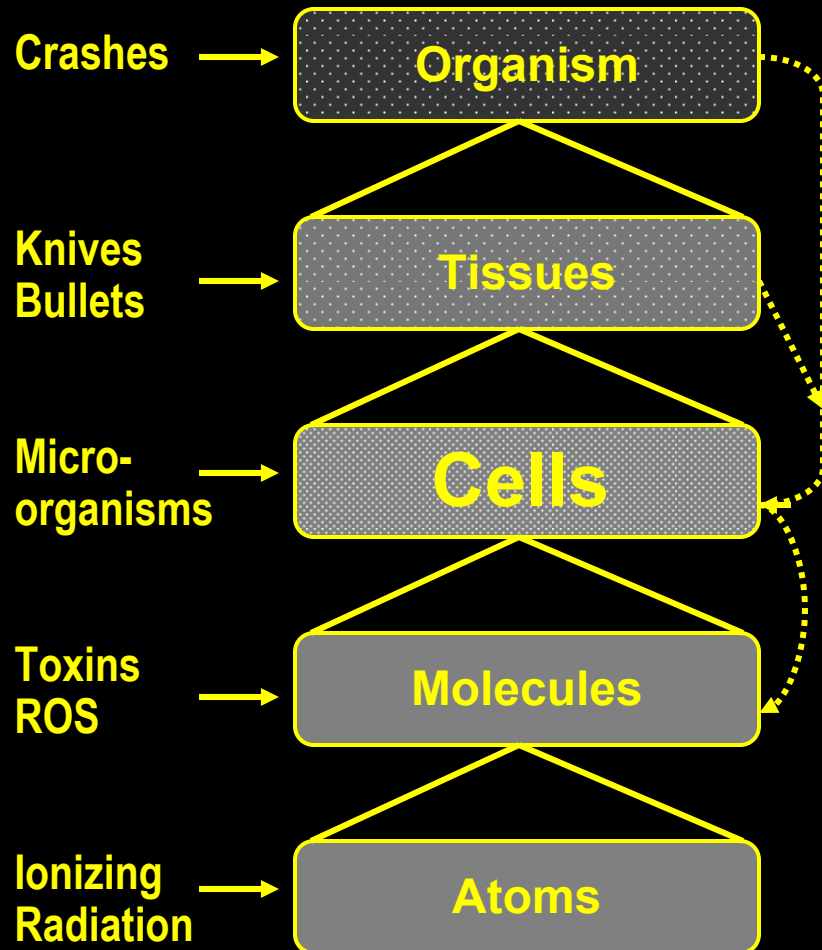 Crashes
Organism
Knives
Bullets
Tissues
Micro-
organisms
Cells
Toxins
ROS
Molecules
Ionizing
Radiation
Atoms